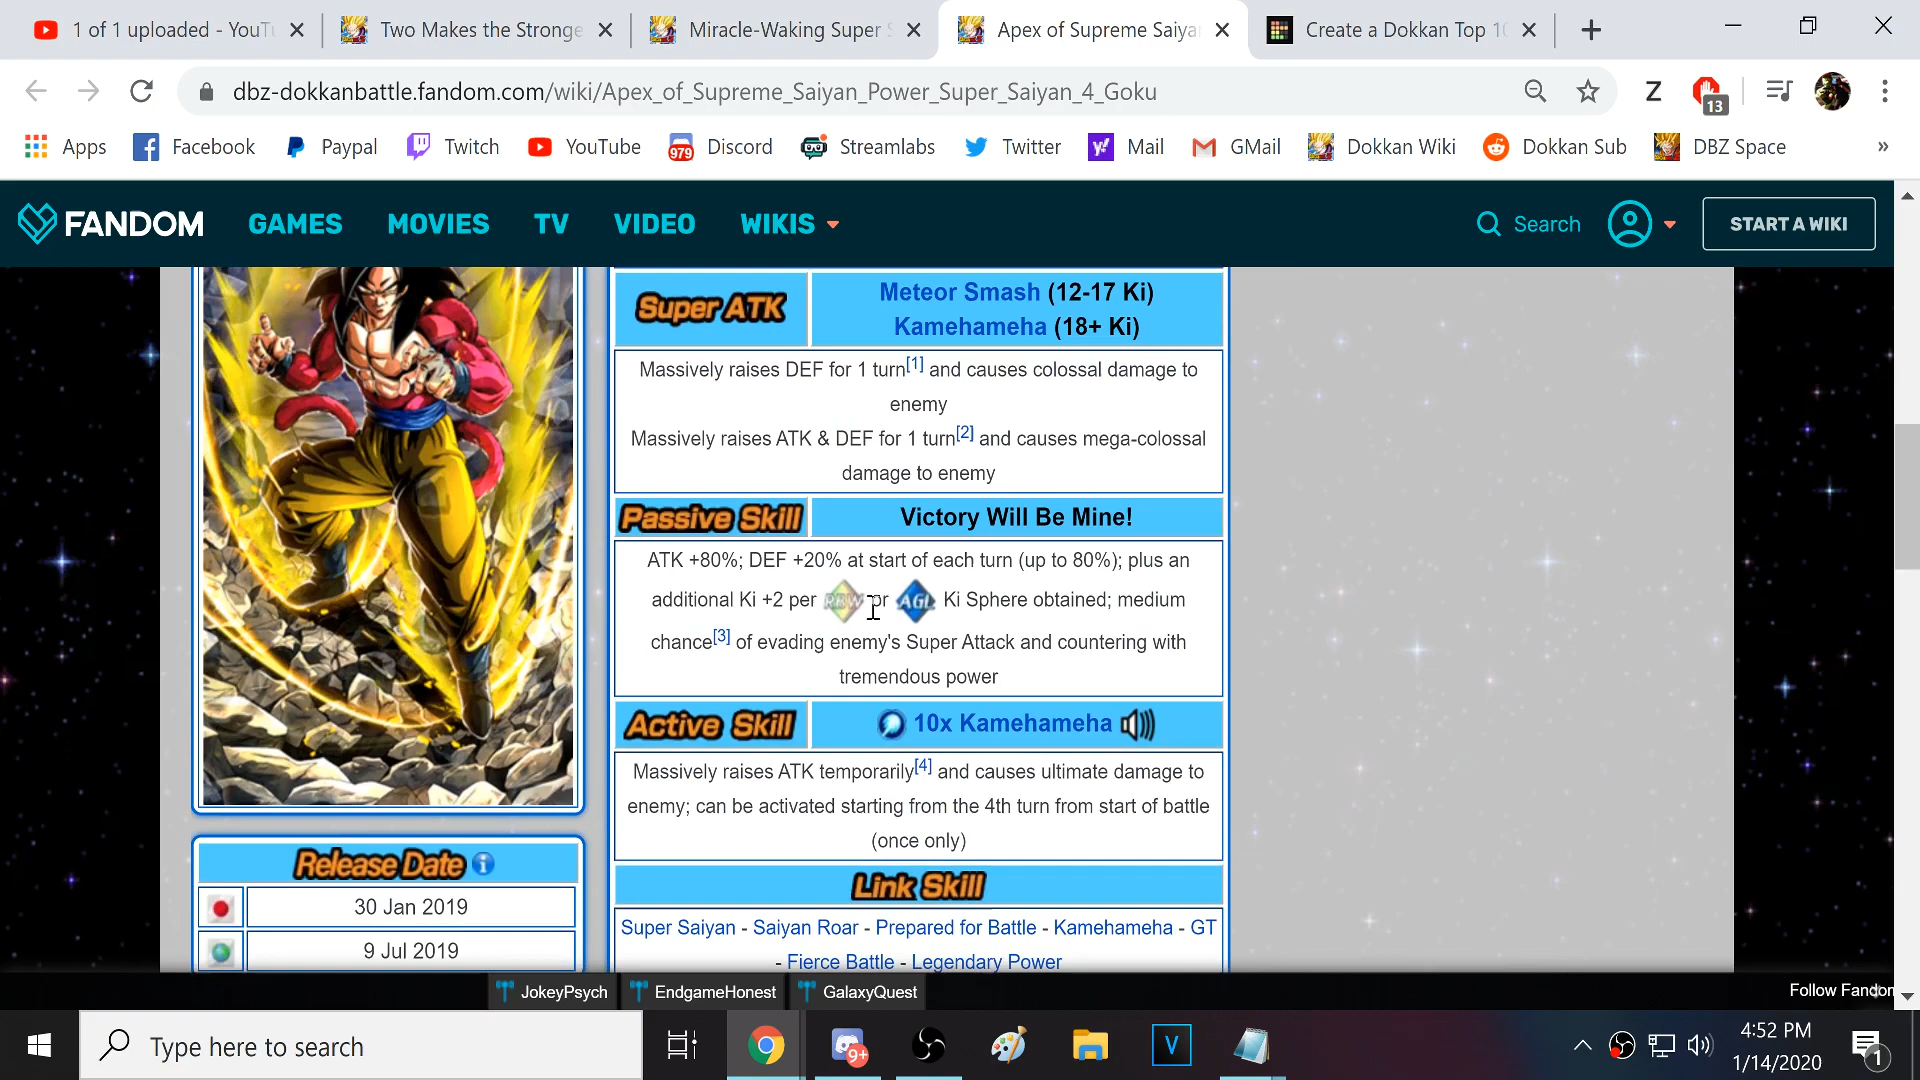 1 of 1 uploaded - YouTu
Two Makes the Stronge
Miracle-Waking Super S
Apex of Supreme Saiya
Create a Dokkan Top 10
dbz-dokkanbattle.fandom.com/wiki/Apex_of_Supreme_Saiyan_Power_Super_Saiyan_4_Goku
Z
13
Apps
Facebook
Paypal
Twitch
YouTube
979
Discord
Streamlabs
Twitter
Mail
GMail
Dokkan Wiki
Dokkan Sub
DBZ Space
»
FANDOM
GAMES
MOVIES
TV
VIDEO
WIKIS
Search
START A WIKI
Super ATK
Meteor Smash (12-17 Ki)
Kamehameha (18+ Ki)
Massively raises DEF for 1 turn[1] and causes colossal damage to
enemy
Massively raises ATK & DEF for 1 turn[2] and causes mega-colossal
damage to enemy
Passive Skill
Victory Will Be Mine!
ATK +80%; DEF +20% at start of each turn (up to 80%); plus an
additional Ki +2 per RBW or AGL Ki Sphere obtained; medium
chance[3] of evading enemy's Super Attack and countering with
tremendous power
Active Skill
10x Kamehameha
Massively raises ATK temporarily[4] and causes ultimate damage to
enemy; can be activated starting from the 4th turn from start of battle
(once only)
Link Skill
Super Saiyan - Saiyan Roar - Prepared for Battle - Kamehameha - GT
- Fierce Battle - Legendary Power
Release Date
30 Jan 2019
9 Jul 2019
JokeyPsych
EndgameHonest
GalaxyQuest
Follow Fandom
Type here to search
9+
V
4:52 PM
1/14/2020
1